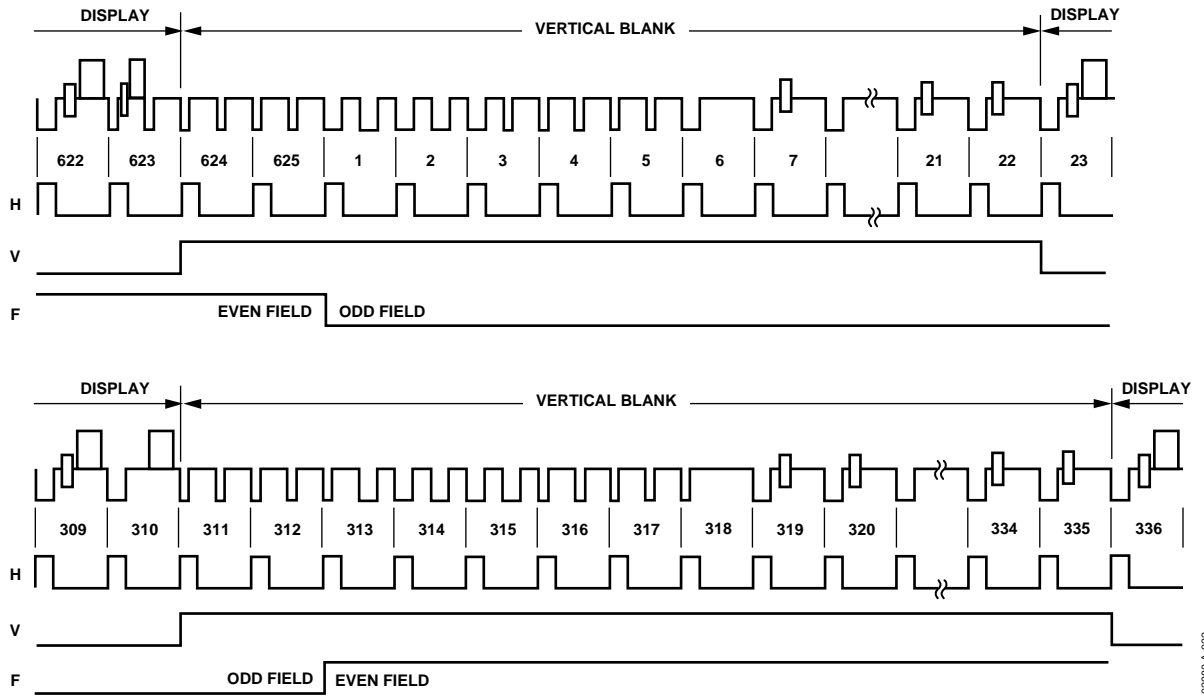 DISPLAY VERTICAL BLANK DISPLAY
622 623 624 625 1 2 3 4 5 6 7 21 22 23
H
V
F EVEN FIELD ODD FIELD
DISPLAY VERTICAL BLANK DISPLAY
309 310 311 312 313 314 315 316 317 318 319 320 334 335 336
H
V
F ODD FIELD EVEN FIELD